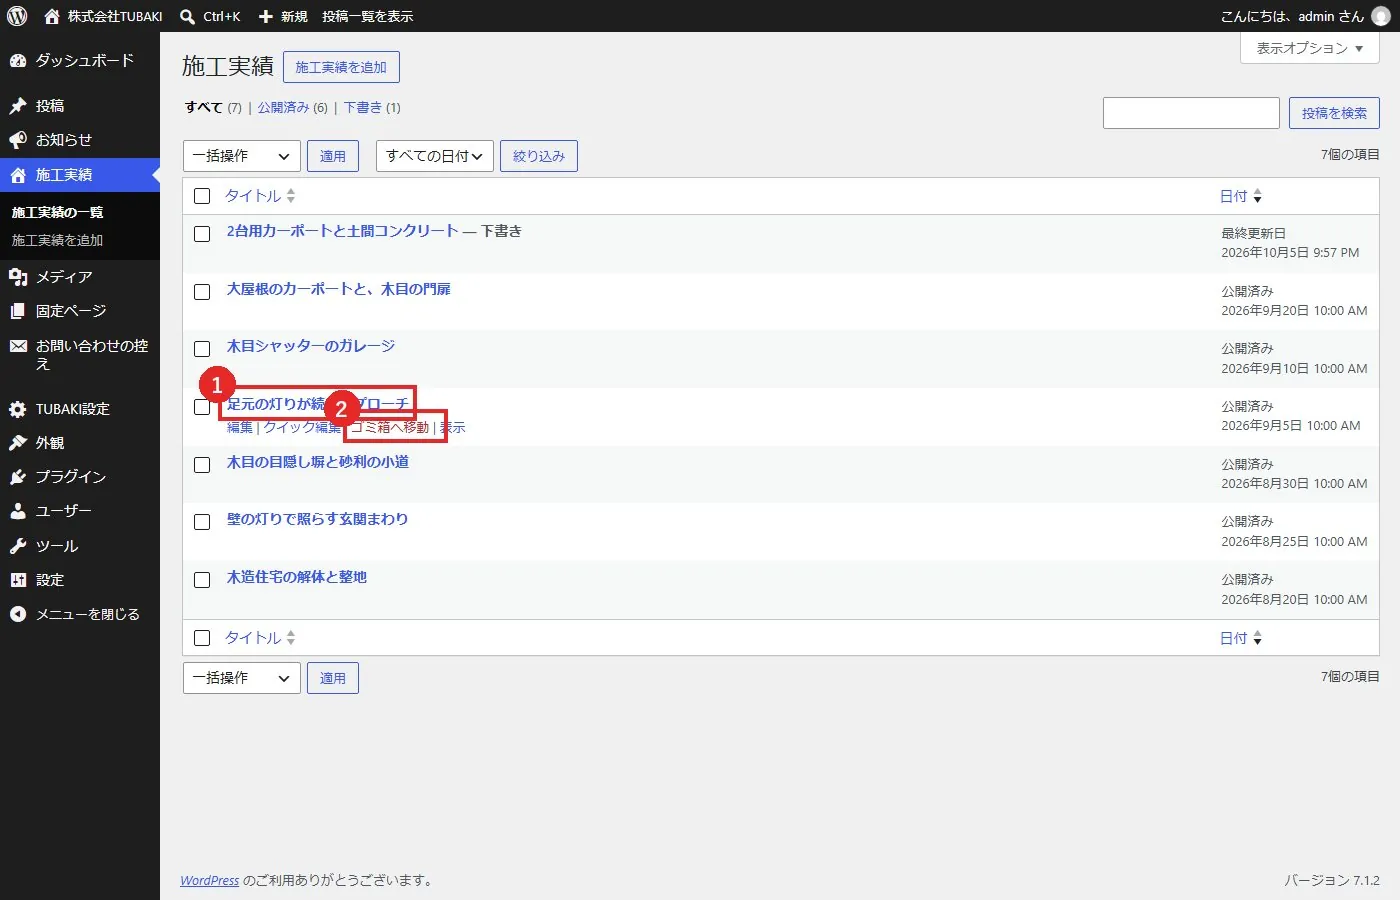 株式会社TUBAKI Ctrl+K 新規 投稿一覧を表示 こんにちは、admin さん
ダッシュボード
投稿
お知らせ
施工実績
施工実績の一覧
施工実績を追加
メディア
固定ページ
お問い合わせの控
え
TUBAKI設定
外観
プラグイン
ユーザー
ツール
設定
メニューを閉じる
表示オプション
施工実績 施工実績を追加
すべて (7) | 公開済み (6) | 下書き (1)
投稿を検索
一括操作 適用 すべての日付 絞り込み 7個の項目
タイトル 日付
2台用カーポートと土間コンクリート — 下書き 最終更新日
2026年10月5日 9:57 PM
大屋根のカーポートと、木目の門扉 公開済み
2026年9月20日 10:00 AM
木目シャッターのガレージ 公開済み
2026年9月10日 10:00 AM
1
足元の灯りが続 プローチ 公開済み
2
編集 | クイック編集 ゴミ箱へ移動 | 表示 2026年9月5日 10:00 AM
木目の目隠し塀と砂利の小道 公開済み
2026年8月30日 10:00 AM
壁の灯りで照らす玄関まわり 公開済み
2026年8月25日 10:00 AM
木造住宅の解体と整地 公開済み
2026年8月20日 10:00 AM
タイトル 日付
一括操作 適用 7個の項目
WordPress のご利用ありがとうございます。 バージョン 7.1.2